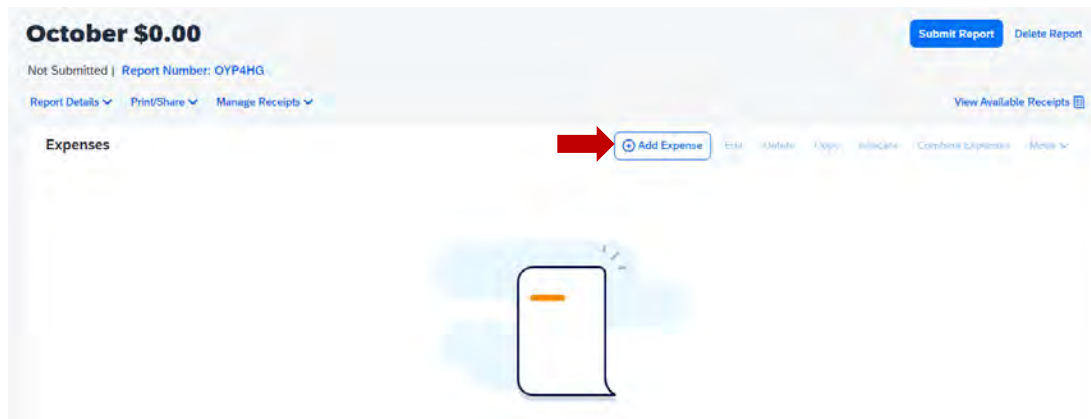 October $0.00
Submit Report Delete Report
Not Submitted | Report Number: OYP4HG
Report Details Print/Share Manage Receipts View Available Receipts
Expenses Add Expense Edit Delete Copy Allocate Combine Expenses Move